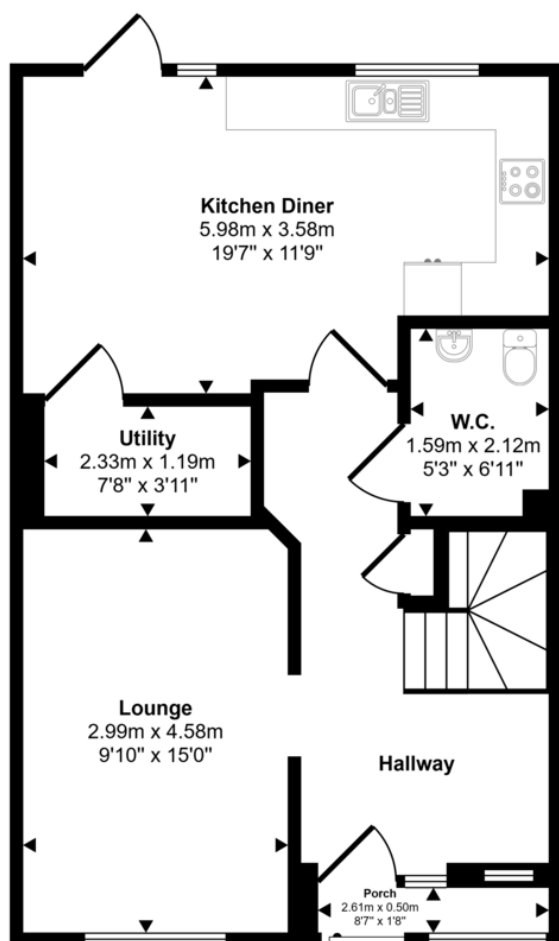 Kitchen Diner
5.98m x 3.58m
19'7" x 11'9"
Utility
2.33m x 1.19m
7'8" x 3'11"
W.C.
1.59m x 2.12m
5'3" x 6'11"
Lounge
2.99m x 4.58m
9'10" x 15'0"
Hallway
Porch
2.61m x 0.50m
8'7" x 1'8"